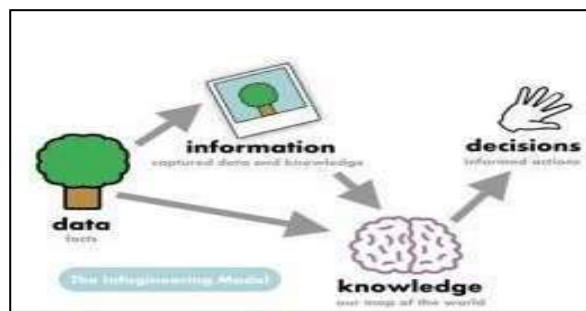 information
captured data and knowledge
decisions
informed actions
data
facts
The Infogineering Model
knowledge
our map of the world